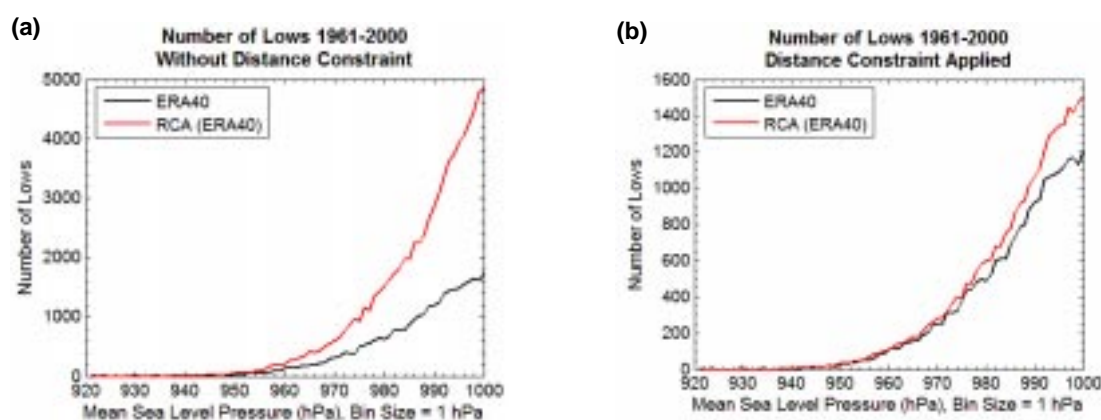 (a)
Number of Lows 1961-2000
Without Distance Constraint
5000
4000
3000
2000
1000
0
Number of Lows
ERA40
RCA (ERA40)
920 930 940 950 960 970 980 990 1000
Mean Sea Level Pressure (hPa), Bin Size = 1 hPa
(b)
Number of Lows 1961-2000
Distance Constraint Applied
1600
1400
1200
1000
800
600
400
200
0
Number of Lows
ERA40
RCA (ERA40)
920 930 940 950 960 970 980 990 1000
Mean Sea Level Pressure (hPa), Bin Size = 1 hPa